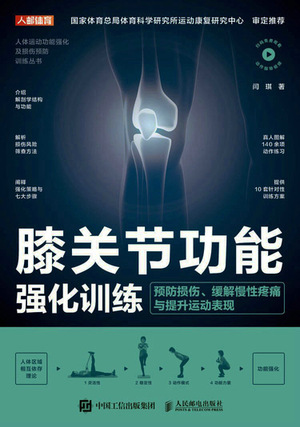 人邮体育
国家体育总局体育科学研究所运动康复研究中心 审定推荐
人体运动功能强化
及损伤预防
训练丛书
闫 琪 著
介绍
解剖学结构
与功能
解析
损伤风险
筛查方法
真人图解
140 余项
动作练习
阐释
强化策略与
七大步骤
提供
10 套针对性
训练方案
膝关节功能
强化训练
预防损伤、缓解慢性疼痛
与提升运动表现
人体区域
相互依存
理论
1 灵活性
2 稳定性
3 动作模式
4 功能力量
功能强化
中国工信出版集团
人民邮电出版社
POSTS & TELECOM PRESS